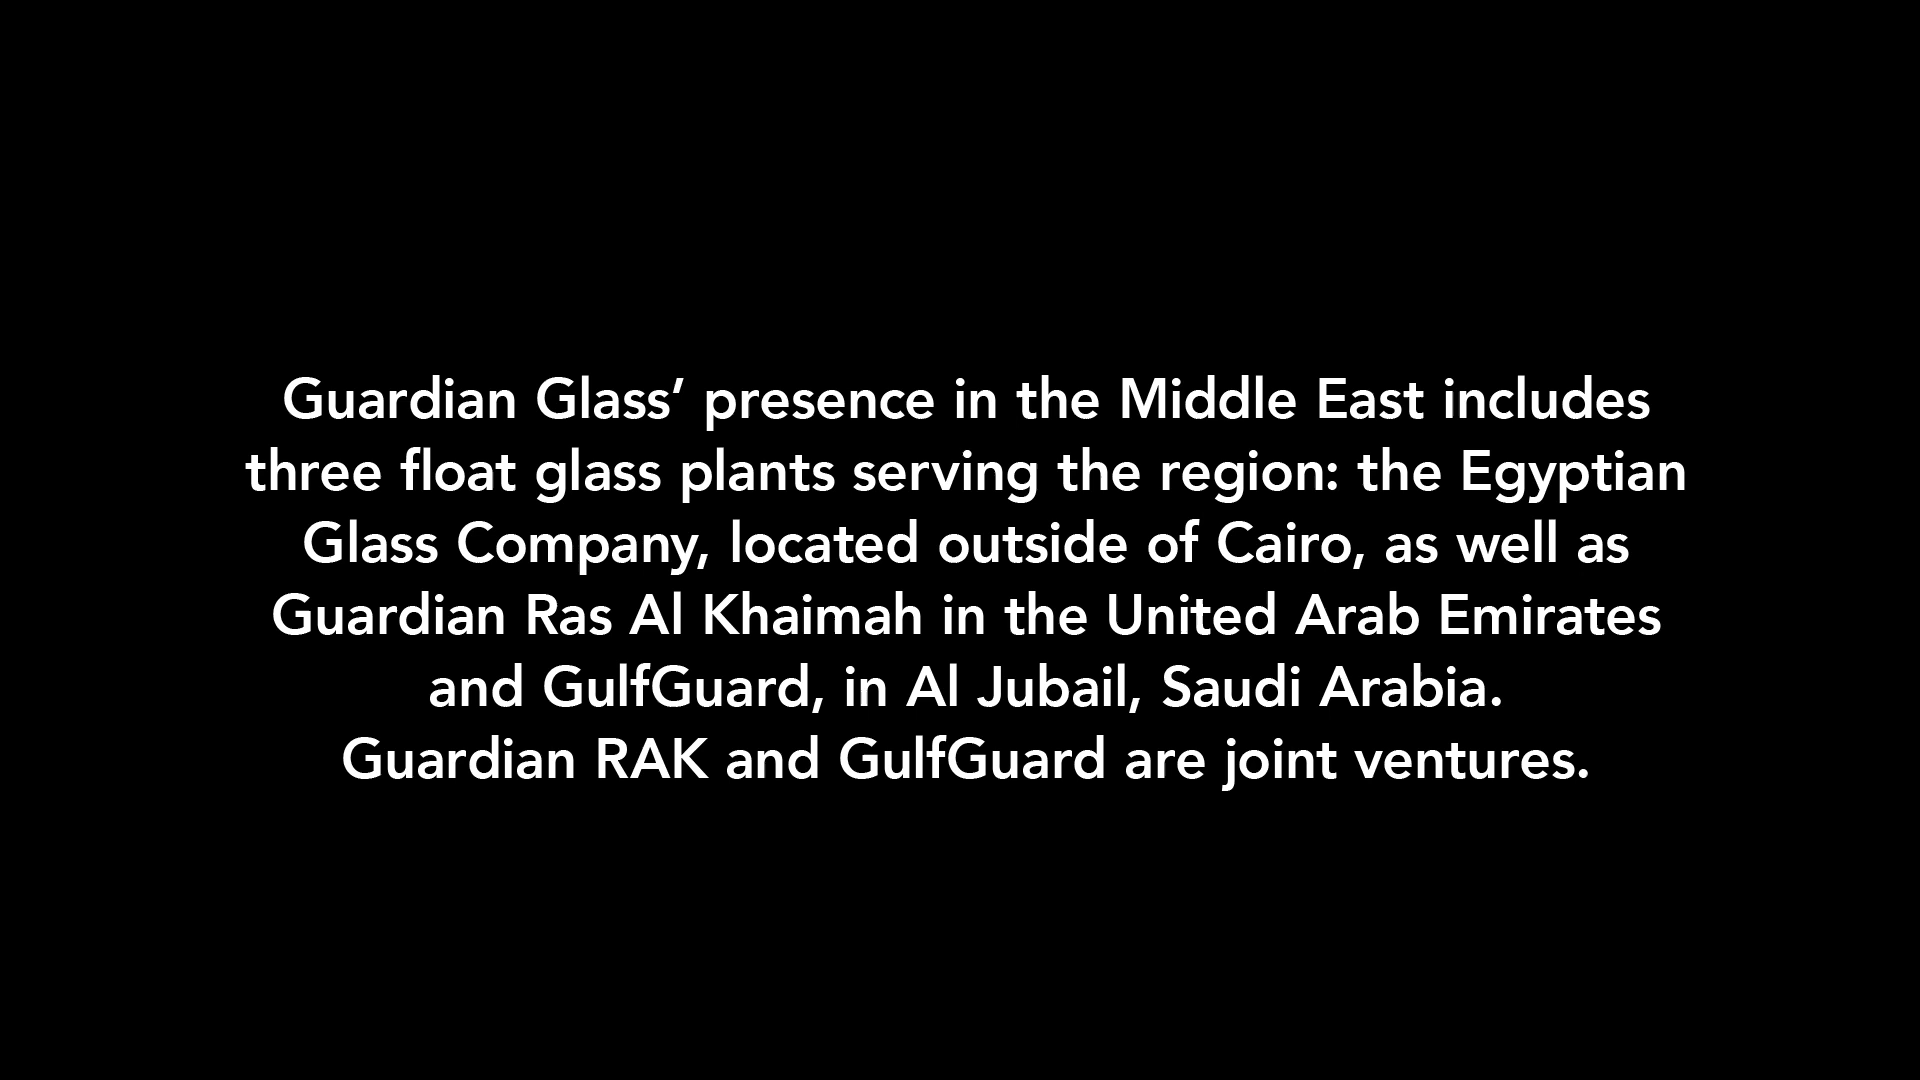 Guardian Glass’ presence in the Middle East includes
three float glass plants serving the region: the Egyptian
Glass Company, located outside of Cairo, as well as
Guardian Ras Al Khaimah in the United Arab Emirates
and GulfGuard, in Al Jubail, Saudi Arabia.
Guardian RAK and GulfGuard are joint ventures.